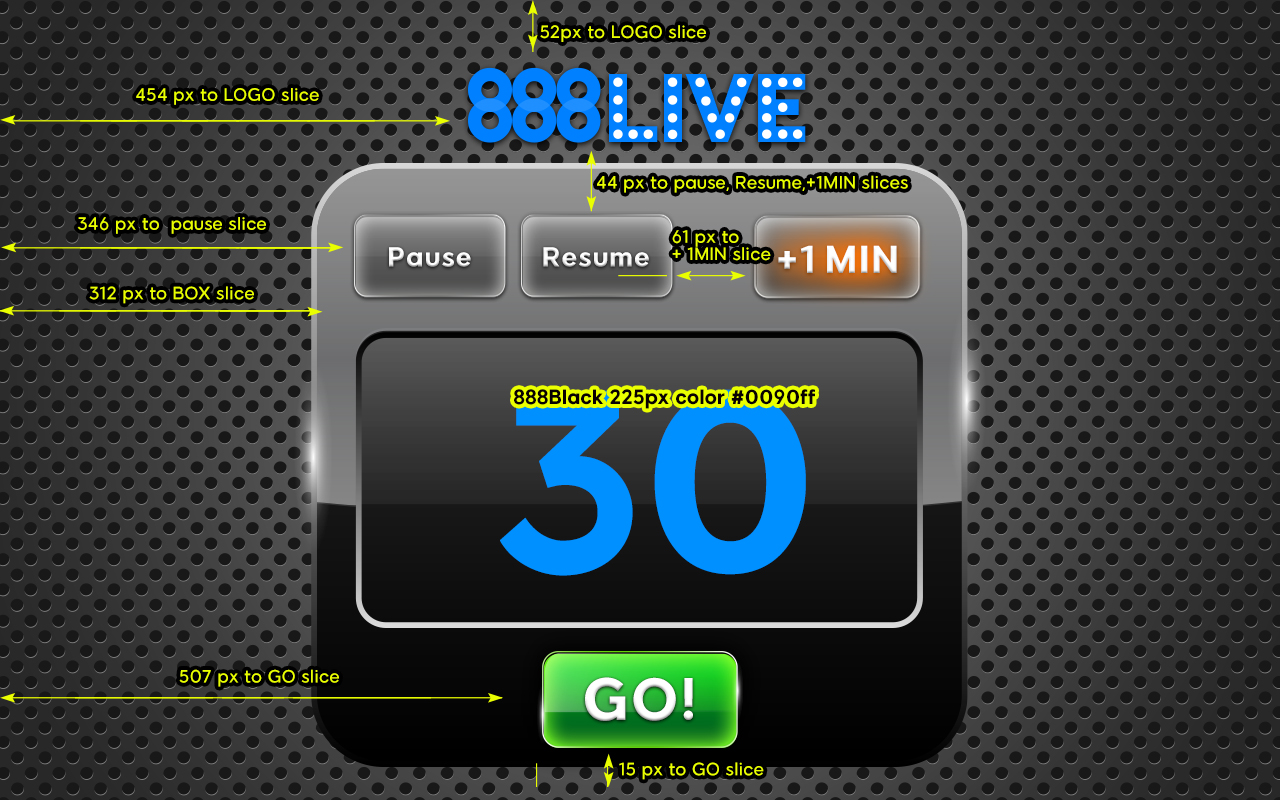 52px to LOGO slice
454 px to LOGO slice
888LIVE
44 px to pause, Resume,+1MIN slices
346 px to pause slice
Pause
Resume
61 px to
+ 1MIN slice
+1 MIN
312 px to BOX slice
888Black 225px color #0090ff
30
507 px to GO slice
GO!
15 px to GO slice